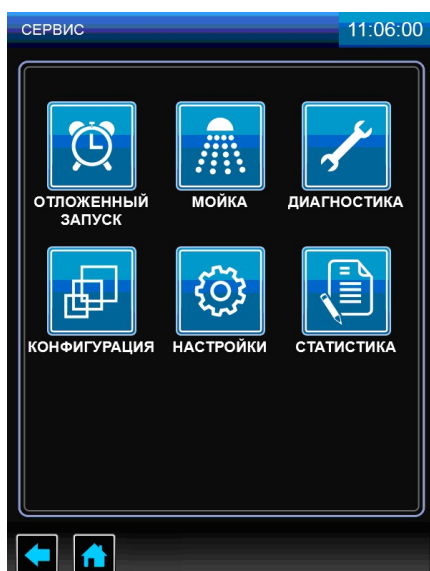 СЕРВИС
11:06:00
ОТЛОЖЕННЫЙ
ЗАПУСК
МОЙКА
ДИАГНОСТИКА
КОНФИГУРАЦИЯ
НАСТРОЙКИ
СТАТИСТИКА